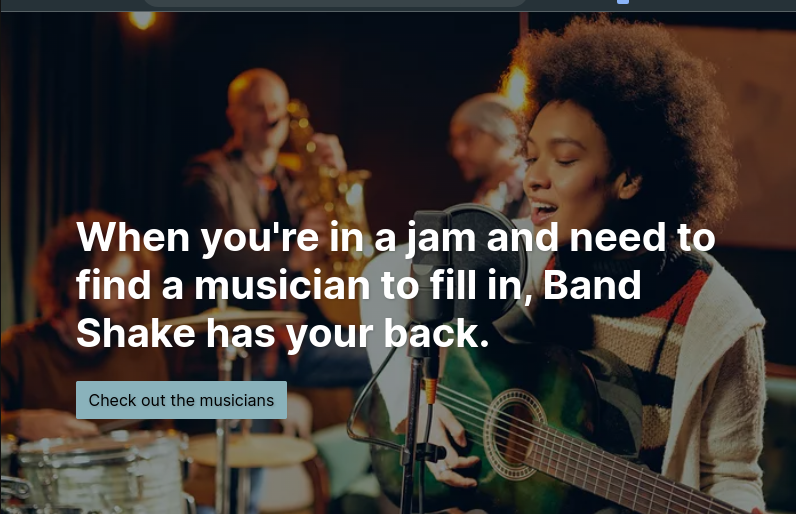 When you're in a jam and need to
find a musician to fill in, Band
Shake has your back.
Check out the musicians